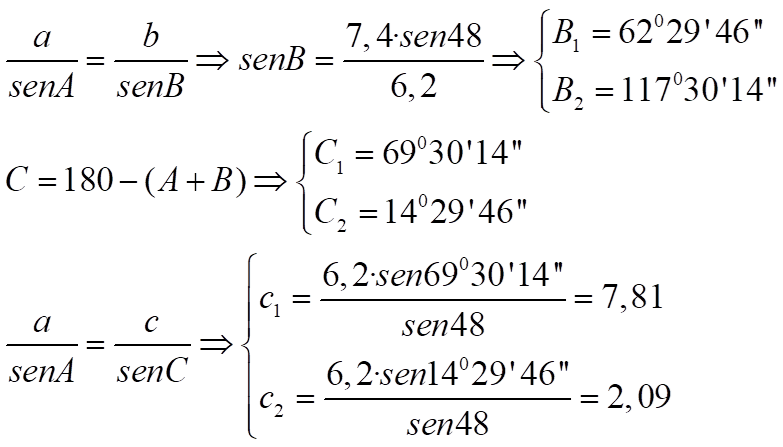 a/senA = b/senB ⇒ senB = 7,4·sen48/6,2 ⇒ { B₁ = 62⁰29'46" B₂ = 117⁰30'14"
C = 180 − (A + B) ⇒ { C₁ = 69⁰30'14" C₂ = 14⁰29'46"
a/senA = c/senC ⇒ { c₁ = 6,2·sen69⁰30'14"/sen48 = 7,81 c₂ = 6,2·sen14⁰29'46"/sen48 = 2,09